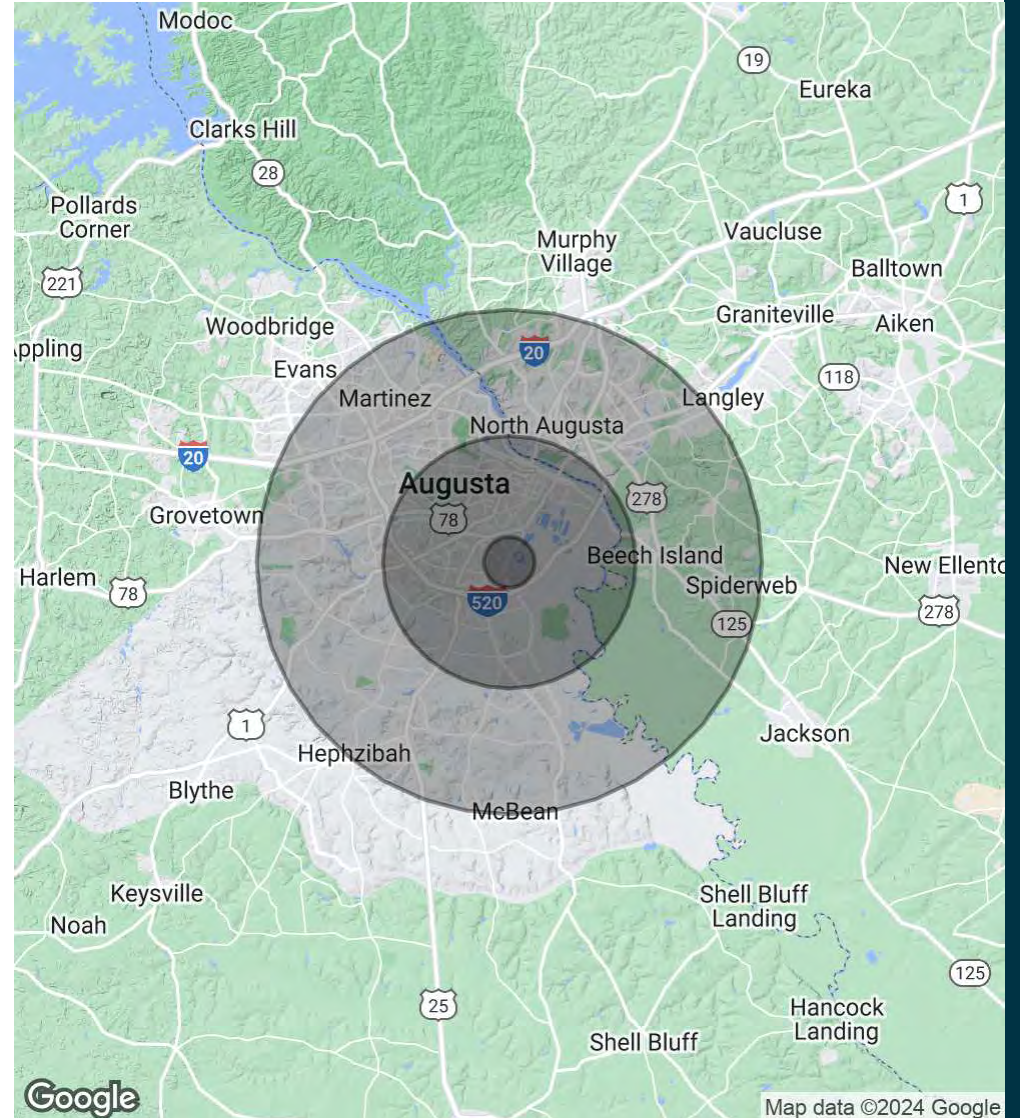 Modoc
19
Eureka
Clarks Hill
28
1
Pollards
Corner
Vaucluse
Murphy
Village
Balltown
221
Graniteville
Aiken
Woodbridge
20
ppling
Evans
118
Martinez
Langley
North Augusta
20
Augusta
278
Grovetown
78
Beech Island
New Ellento
Harlem
Spiderweb
78
520
278
125
1
Jackson
Hephzibah
Blythe
McBean
Keysville
Shell Bluff
Landing
Noah
125
25
Hancock
Landing
Shell Bluff
Google
Map data ©2024 Google